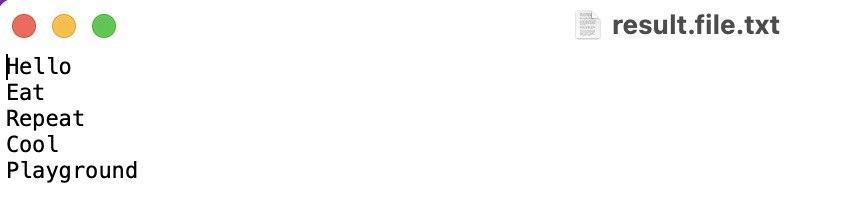 result.file.txt
Hello
Eat
Repeat
Cool
Playground